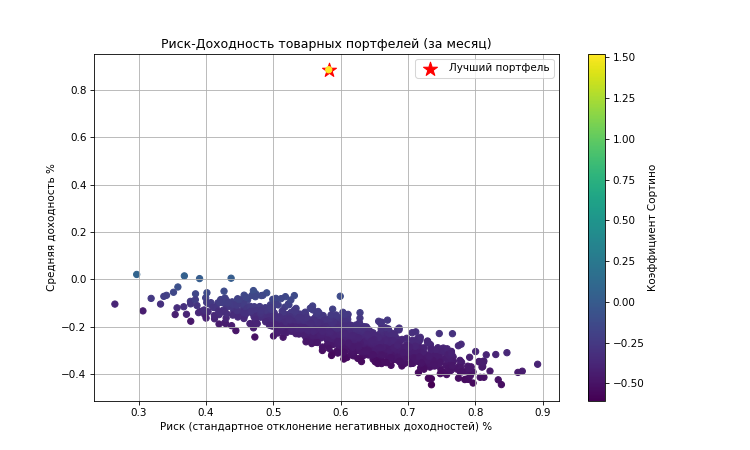 Риск-Доходность товарных портфелей (за месяц)
Лучший портфель
Средняя доходность %
0.8
0.6
0.4
0.2
0.0
−0.2
−0.4
0.3 0.4 0.5 0.6 0.7 0.8 0.9
Риск (стандартное отклонение негативных доходностей) %
1.50
1.25
1.00
0.75
0.50
0.25
0.00
−0.25
−0.50
Коэффициент Сортино